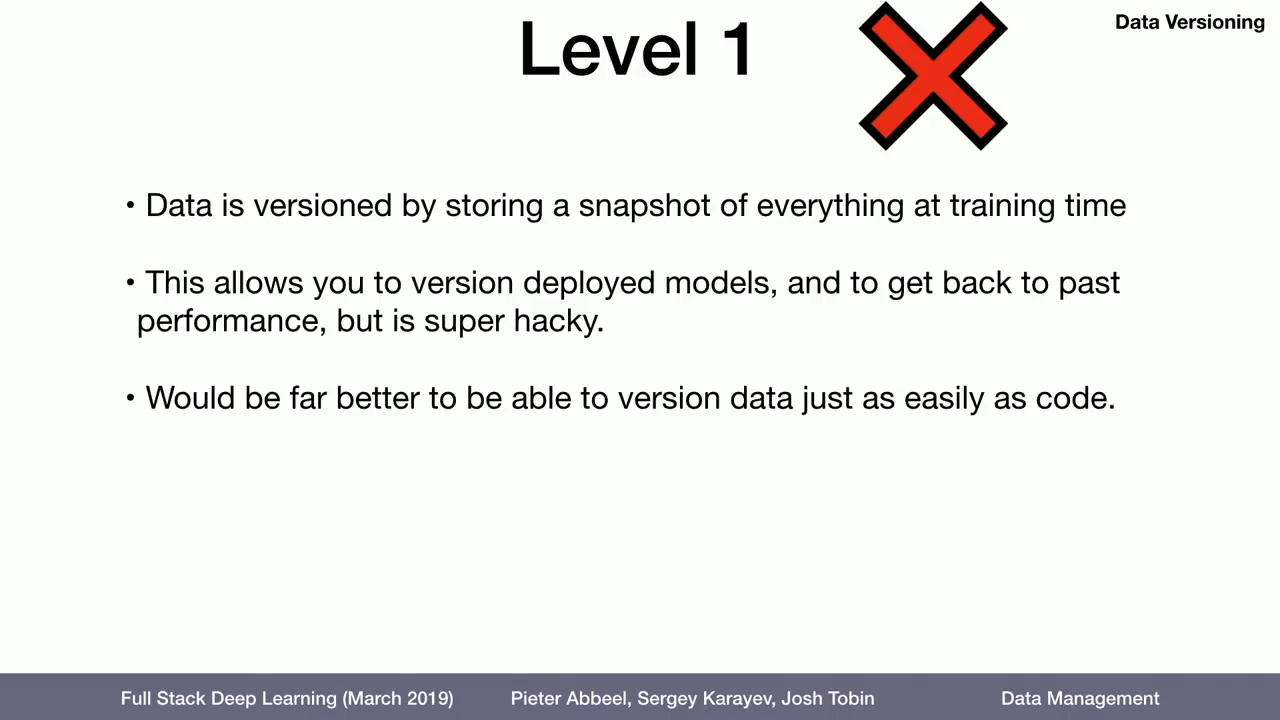 Data Versioning
Level 1
• Data is versioned by storing a snapshot of everything at training time
• This allows you to version deployed models, and to get back to past
performance, but is super hacky.
• Would be far better to be able to version data just as easily as code.
Full Stack Deep Learning (March 2019) Pieter Abbeel, Sergey Karayev, Josh Tobin Data Management